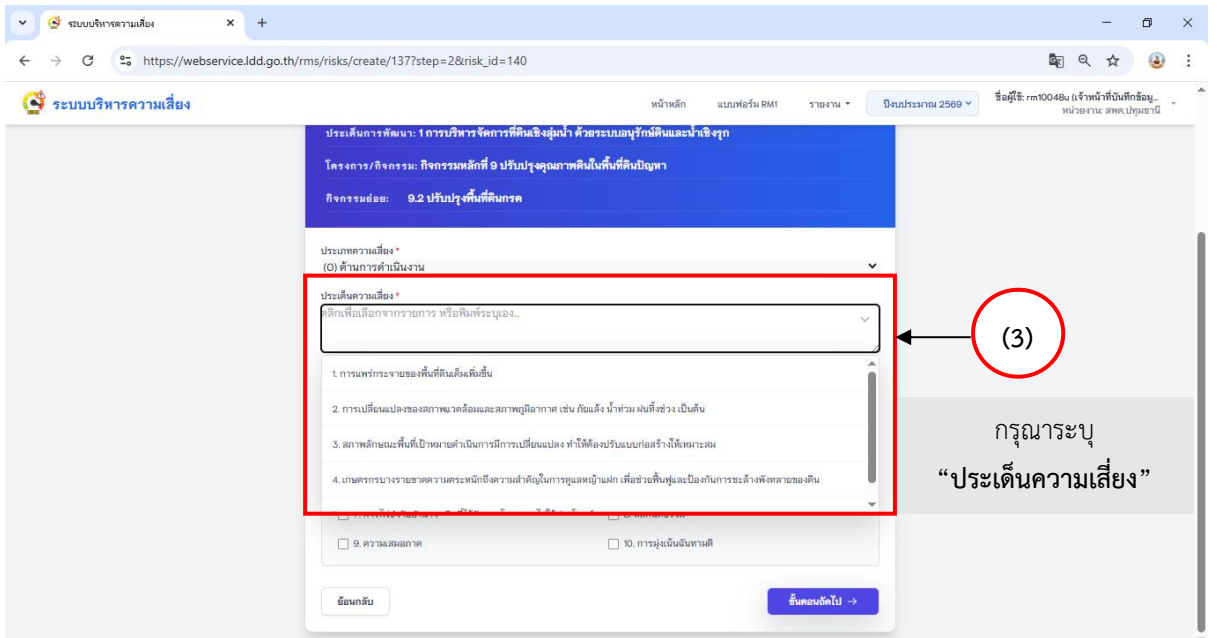 ระบบบริหารความเสี่ยง
https://webservice.ldd.go.th/rms/risks/create/137?step=2&risk_id=140
ระบบบริหารความเสี่ยง
หน้าหลัก
แบบฟอร์ม RM1
รายงาน
ปีงบประมาณ 2569
ชื่อผู้ใช้: rm10048u (เจ้าหน้าที่บันทึกข้อมู...
หน่วยงาน: สพด.ปทุมธานี
ประเด็นการพัฒนา: 1 การบริหารจัดการที่ดินเชิงลุ่มน้ำ ด้วยระบบอนุรักษ์ดินและน้ำเชิงรุก
โครงการ/กิจกรรม: กิจกรรมหลักที่ 9 ปรับปรุงคุณภาพดินในพื้นที่ดินปัญหา
กิจกรรมย่อย: 9.2 ปรับปรุงพื้นที่ดินกรด
ประเภทความเสี่ยง *
(O) ด้านการดำเนินงาน
ประเด็นความเสี่ยง *
คลิกเพื่อเลือกจากรายการ หรือพิมพ์ระบุเอง...
1. การแพร่กระจายของพื้นที่ดินเค็มเพิ่มขึ้น
2. การเปลี่ยนแปลงของสภาพแวดล้อมและสภาพภูมิอากาศ เช่น ภัยแล้ง น้ำท่วม ฝนทิ้งช่วง เป็นต้น
3. สภาพลักษณะพื้นที่เป้าหมายดำเนินการมีการเปลี่ยนแปลง ทำให้ต้องปรับแบบก่อสร้างให้เหมาะสม
4. เกษตรกรบางรายขาดความตระหนักถึงความสำคัญในการดูแลหญ้าแฝก เพื่อช่วยฟื้นฟูและป้องกันการชะล้างพังทลายของดิน
9. ความเสมอภาค
10. การมุ่งเน้นฉันทามติ
ย้อนกลับ
ขั้นตอนถัดไป →
(3)
กรุณาระบุ
“ประเด็นความเสี่ยง”